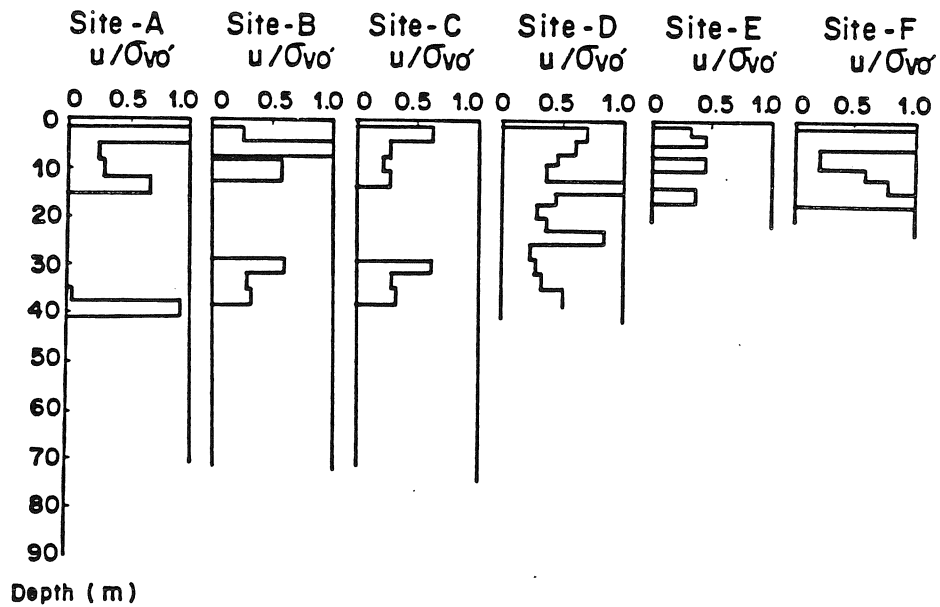 Site-A Site-B Site-C Site-D Site-E Site-F
u/σvo' u/σvo' u/σvo' u/σvo' u/σvo' u/σvo'
0 0.5 1.0 0 0.5 1.0 0 0.5 1.0 0 0.5 1.0 0 0.5 1.0 0 0.5 1.0
0
10
20
30
40
50
60
70
80
90
Depth (m)